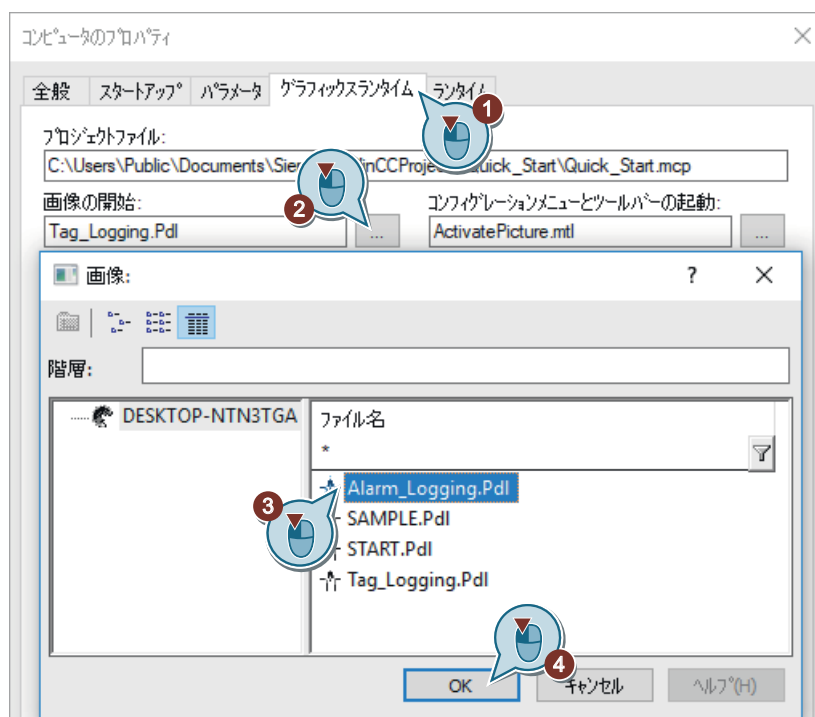 コンピュータのプロパティ
全般 スタートアップ パラメータ グラフィックスランタイム ランタイム
1
プロジェクトファイル:
C:\Users\Public\Documents\ \Quick_Start.mcp
画像の開始: コンフィグレーションメニューとツールバーの起動:
2
Tag_Logging.Pdl ... ActivatePicture.mtl ...
画像: ?
階層:
DESKTOP-NTN3TGA ファイル名
*
Alarm_Logging.Pdl
3
SAMPLE.Pdl
START.Pdl
Tag_Logging.Pdl
4
OK キャンセル ヘルプ(H)